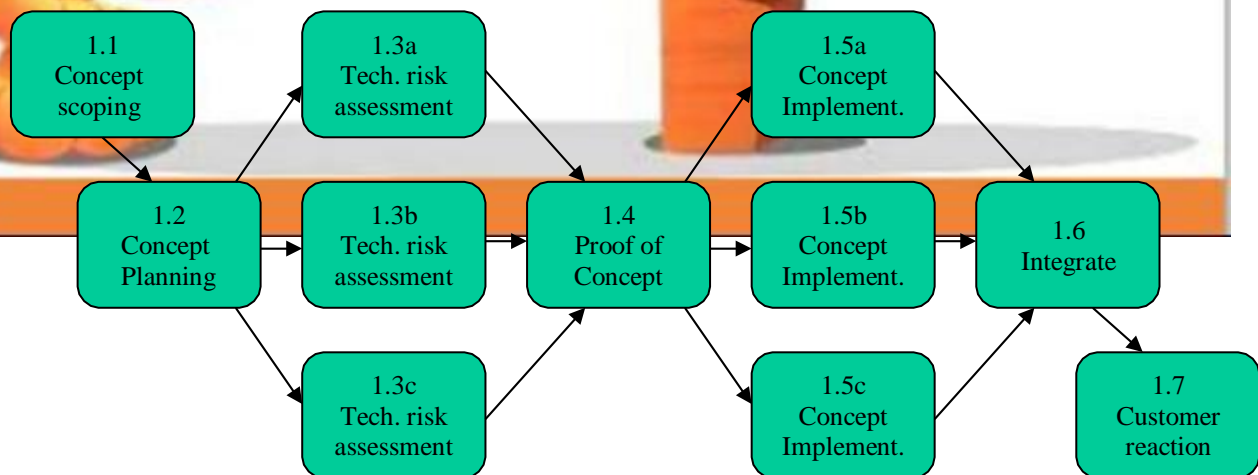 1.1
Concept
scoping
1.2
Concept
Planning
1.3a
Tech. risk
assessment
1.3b
Tech. risk
assessment
1.3c
Tech. risk
assessment
1.4
Proof of
Concept
1.5a
Concept
Implement.
1.5b
Concept
Implement.
1.5c
Concept
Implement.
1.6
Integrate
1.7
Customer
reaction